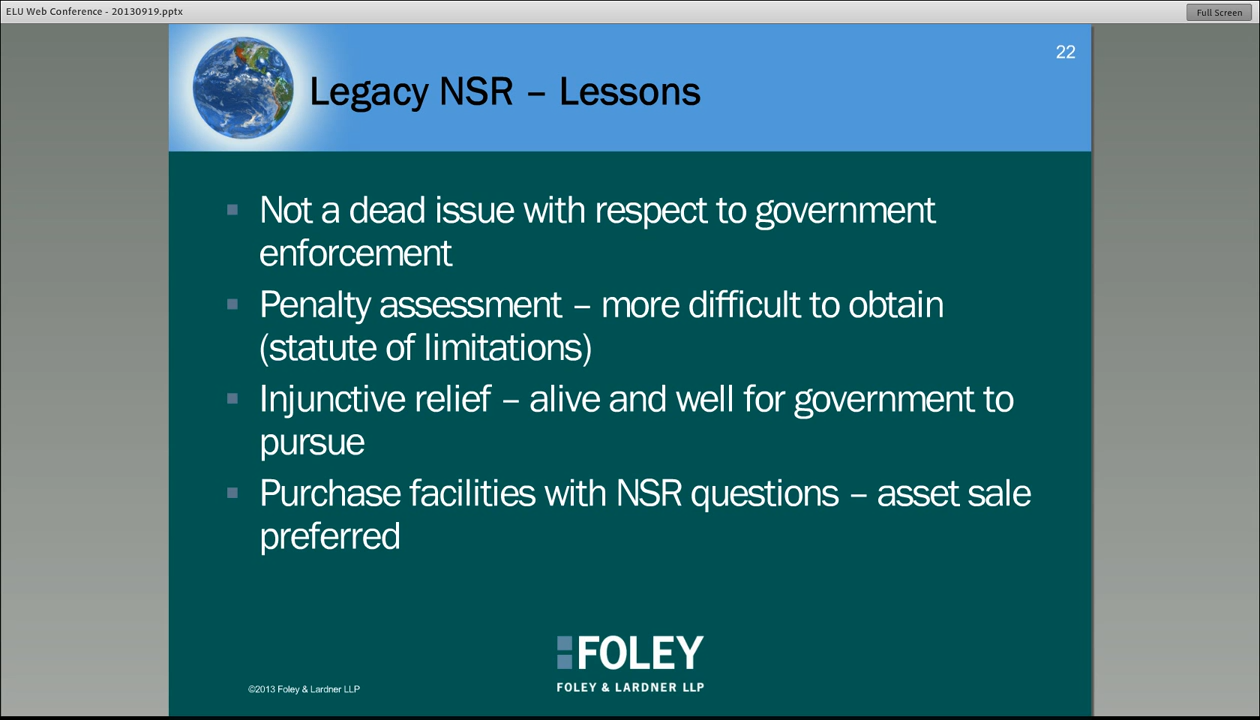 ELU Web Conference - 20130919.pptx
Full Screen
22
Legacy NSR – Lessons
Not a dead issue with respect to government
enforcement
Penalty assessment – more difficult to obtain
(statute of limitations)
Injunctive relief – alive and well for government to
pursue
Purchase facilities with NSR questions – asset sale
preferred
FOLEY
FOLEY & LARDNER LLP
©2013 Foley & Lardner LLP